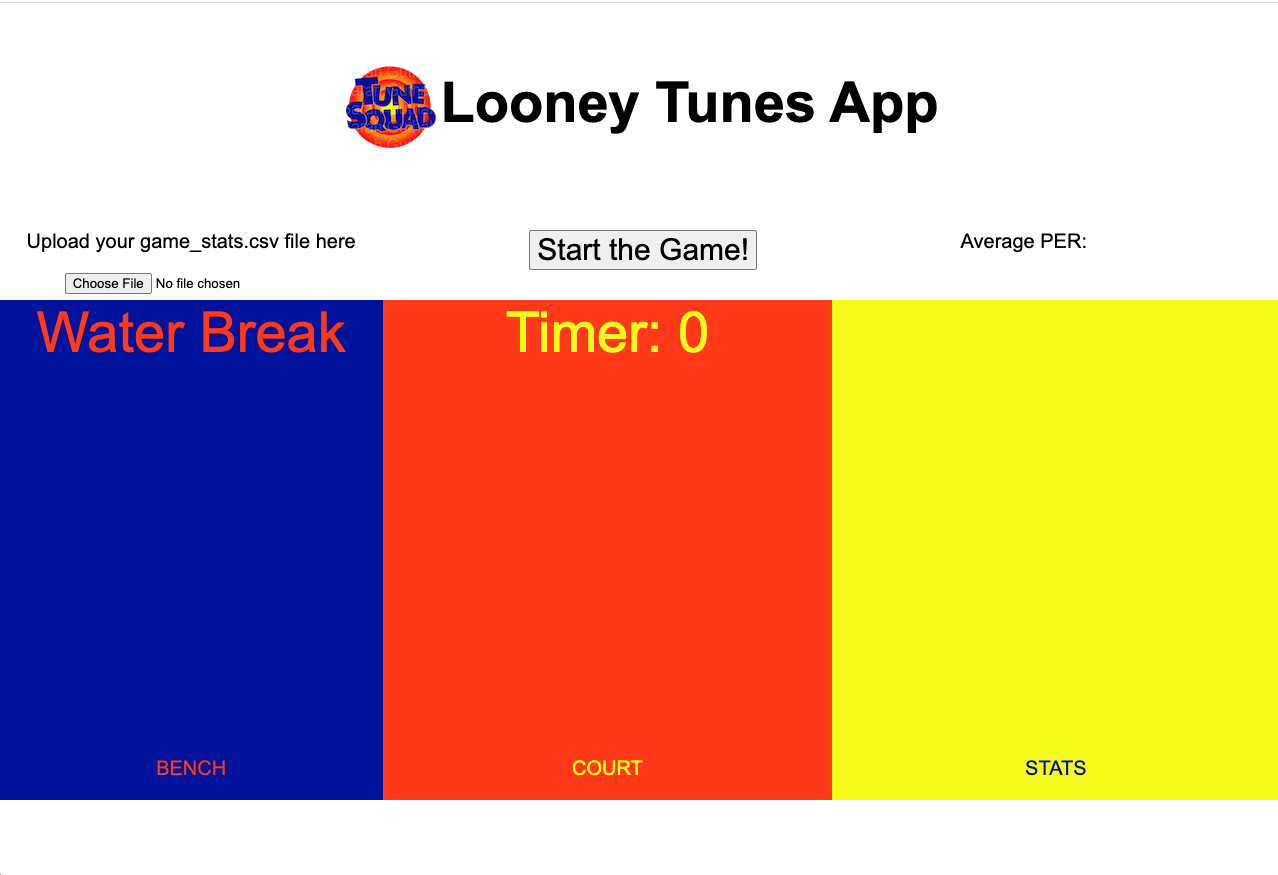 TUNE
SQUAD
Looney Tunes App
Upload your game_stats.csv file here
Start the Game!
Average PER:
Choose File No file chosen
Water Break
Timer: 0
BENCH
COURT
STATS